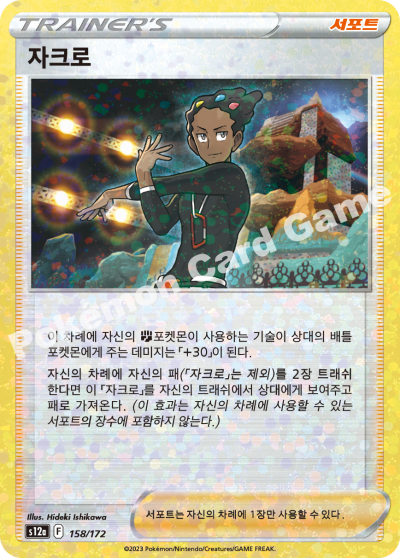 TRAINER'S
서포트
자크로
Pokémon Card Game
이 차례에 자신의 포켓몬이 사용하는 기술이 상대의 배틀
포켓몬에게 주는 데미지는 「+30」이 된다.
자신의 차례에 자신의 패(「자크로」는 제외)를 2장 트래쉬
한다면 이 「자크로」를 자신의 트래쉬에서 상대에게 보여주고
패로 가져온다. (이 효과는 자신의 차례에 사용할 수 있는
서포트의 장수에 포함하지 않는다.)
Illus. Hideki Ishikawa
s12a F 158/172
서포트는 자신의 차례에 1장만 사용할 수 있다.
©2023 Pokémon/Nintendo/Creatures/GAME FREAK.